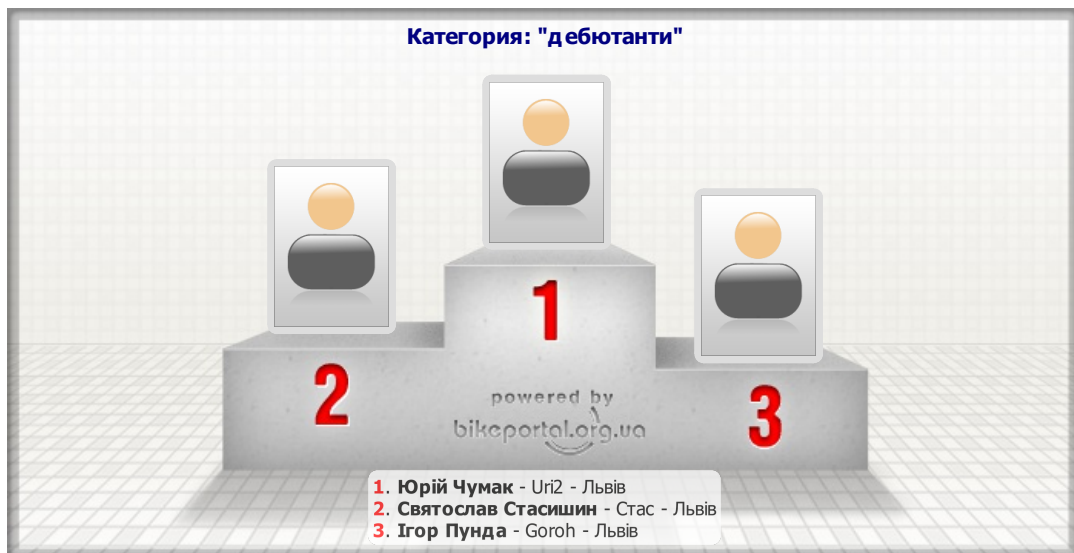 Категория: "дебютанти"
1
2
3
powered by
bikeportal.org.ua
1. Юрій Чумак - Uri2 - Львів
2. Святослав Стасишин - Стас - Львів
3. Ігор Пунда - Goroh - Львів